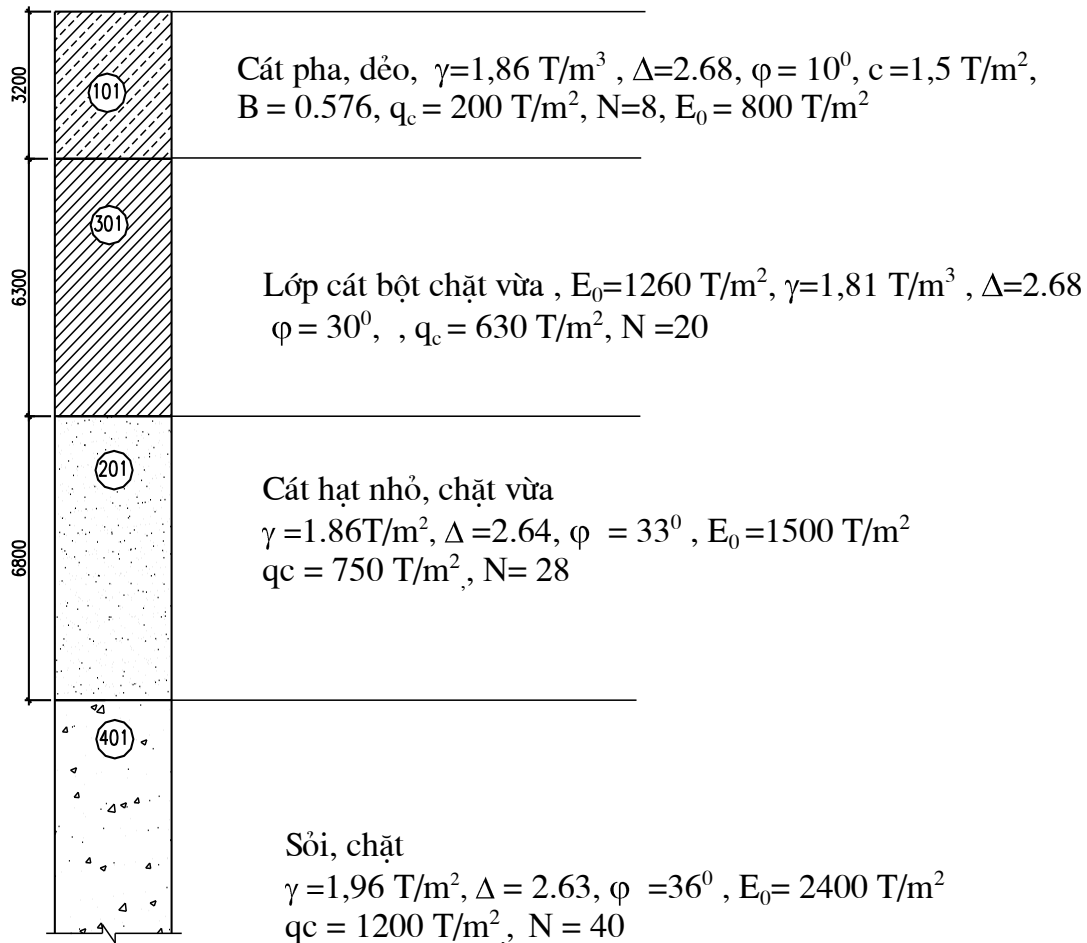 3200
101
Cát pha, dẻo, γ=1,86 T/m³ , Δ=2.68, φ = 10⁰, c =1,5 T/m²,
B = 0.576, q꜀ = 200 T/m², N=8, E₀ = 800 T/m²
301
6300
Lớp cát bột chặt vừa , E₀=1260 T/m², γ=1,81 T/m³ , Δ=2.68
φ = 30⁰, , q꜀ = 630 T/m², N =20
201
Cát hạt nhỏ, chặt vừa
γ =1.86T/m², Δ =2.64, φ = 33⁰ , E₀ =1500 T/m²
6800
qc = 750 T/m²,, N= 28
401
Sỏi, chặt
γ =1,96 T/m², Δ = 2.63, φ =36⁰ , E₀= 2400 T/m²
qc = 1200 T/m², N = 40